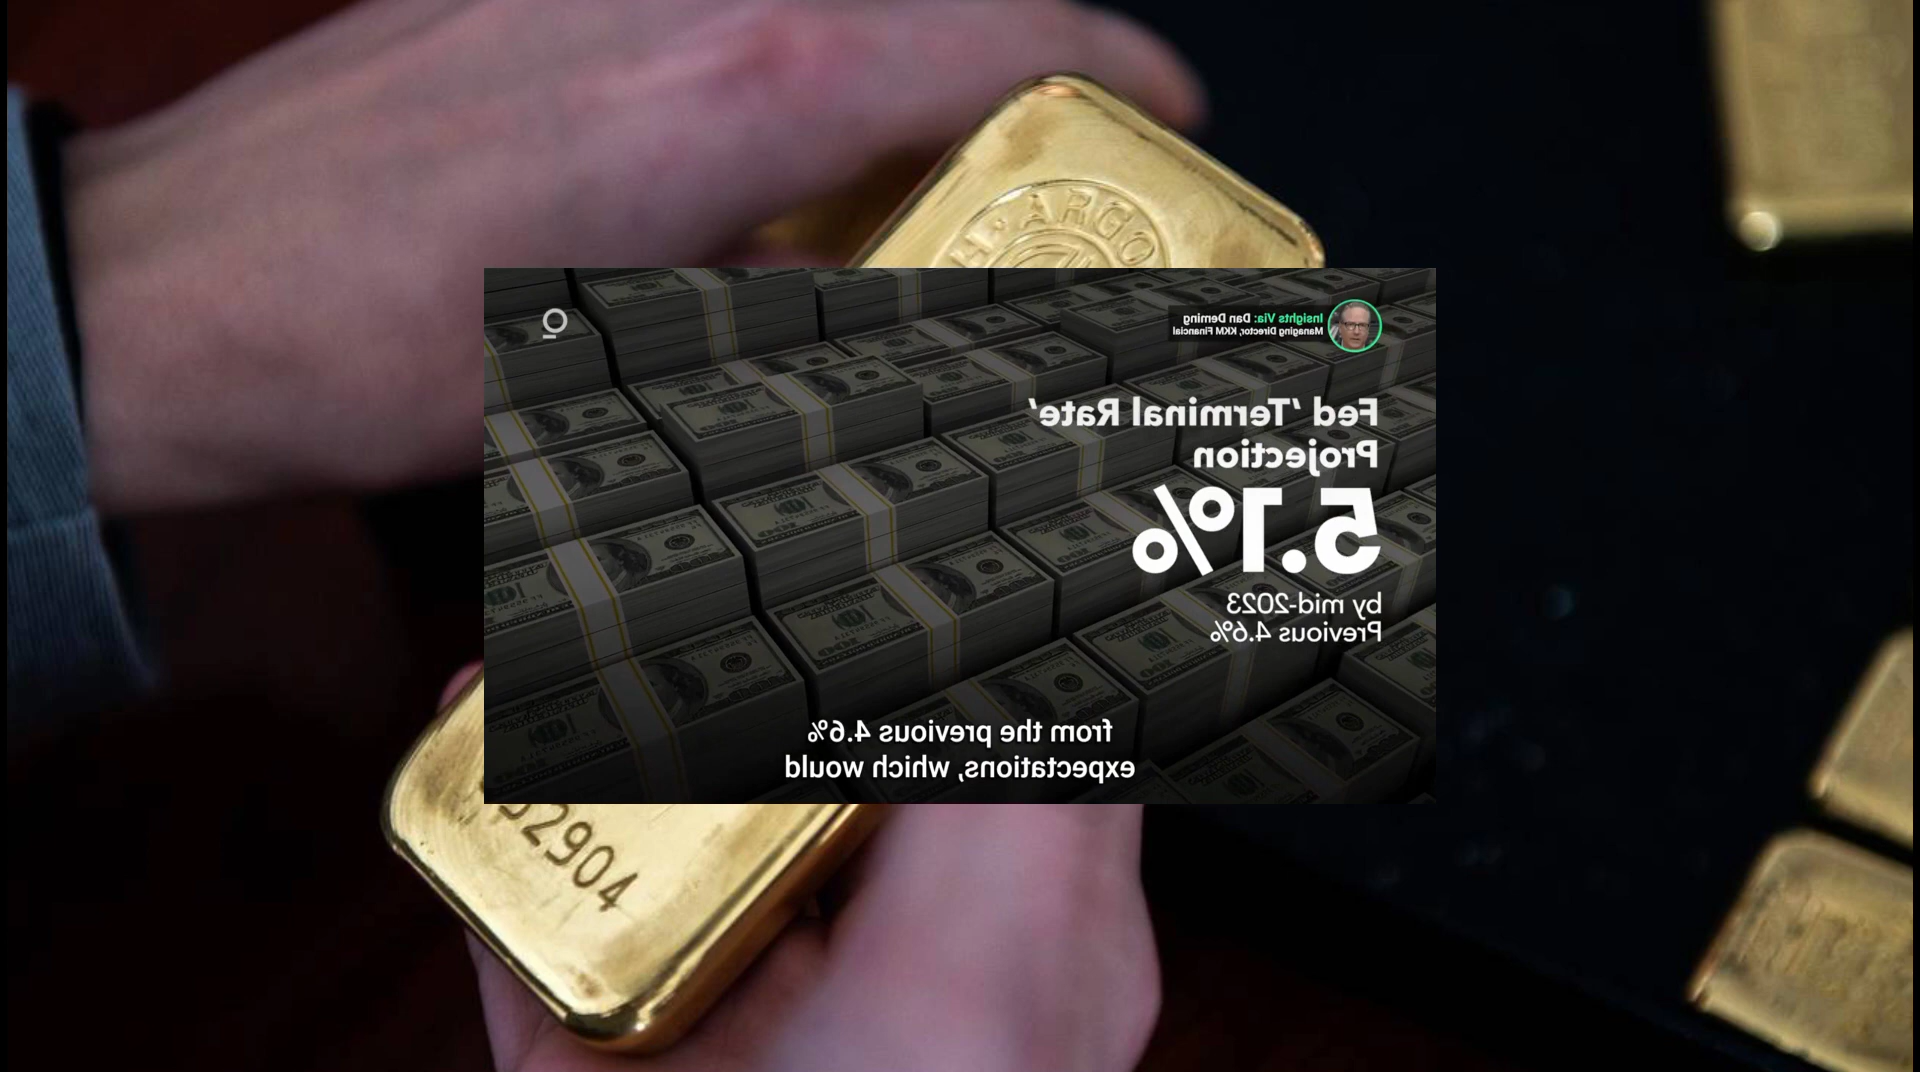 H·ARGO
Insights Via: Dan Deming
Managing Director, KKM Financial
Fed ‘Terminal Rate’
Projection
5.1%
by mid-2023
Previous 4.6%
from the previous 4.6%
expectations, which would
2904